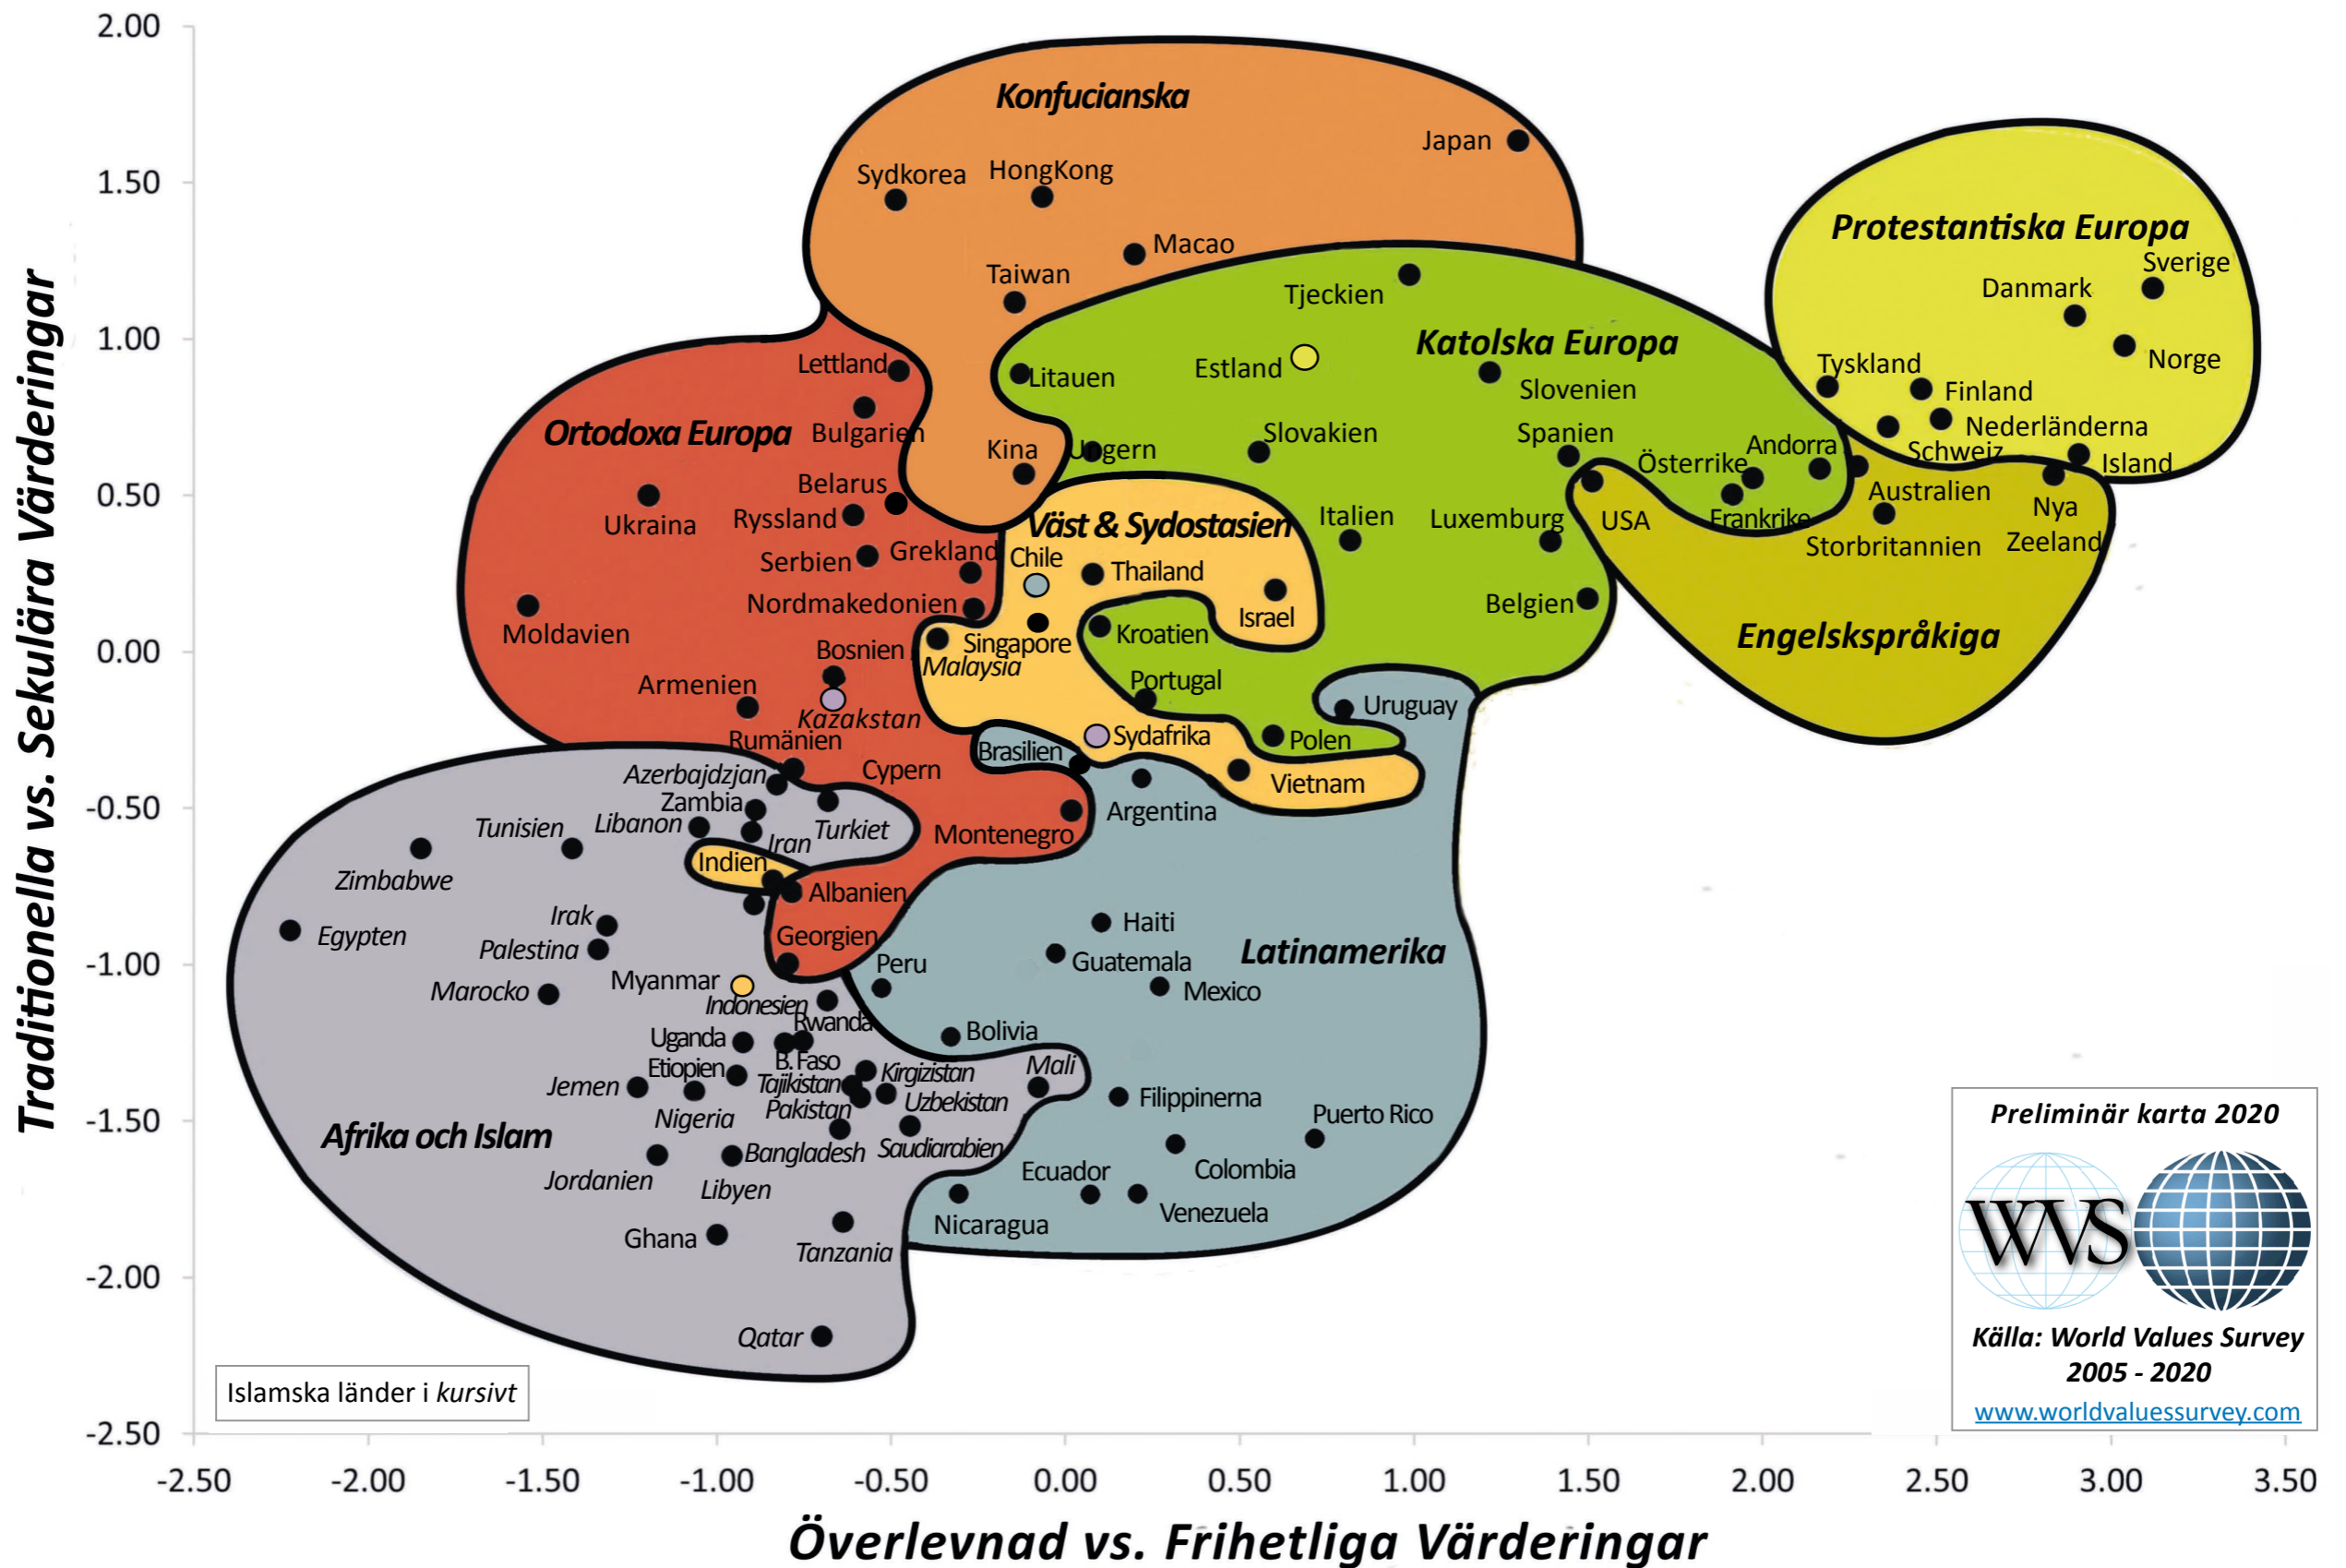 Traditionella vs. Sekulära Värderingar
2.00
1.50
1.00
0.50
0.00
-0.50
-1.00
-1.50
-2.00
-2.50
Konfucianska
Japan
Sydkorea
HongKong
Macao
Taiwan
Kina
Protestantiska Europa
Sverige
Danmark
Norge
Tyskland
Finland
Nederländerna
Schweiz
Island
Katolska Europa
Tjeckien
Estland
Litauen
Slovenien
Ungern
Slovakien
Spanien
Andorra
Österrike
Frankrike
Italien
Luxemburg
Belgien
Kroatien
Portugal
Polen
Engelskspråkiga
USA
Australien
Storbritannien
Nya
Zeeland
Ortodoxa Europa
Lettland
Bulgarien
Belarus
Ukraina
Ryssland
Serbien
Grekland
Nordmakedonien
Moldavien
Bosnien
Armenien
Kazakstan
Rumänien
Cypern
Montenegro
Albanien
Georgien
Väst & Sydostasien
Chile
Thailand
Israel
Singapore
Malaysia
Sydafrika
Vietnam
Indien
Latinamerika
Uruguay
Brasilien
Argentina
Haiti
Guatemala
Mexico
Peru
Bolivia
Filippinerna
Puerto Rico
Colombia
Ecuador
Venezuela
Nicaragua
Afrika och Islam
Azerbajdzjan
Zambia
Libanon
Tunisien
Iran
Turkiet
Zimbabwe
Egypten
Irak
Palestina
Marocko
Myanmar
Indonesien
Rwanda
Uganda
B. Faso
Etiopien
Jemen
Tajikistan
Kirgizistan
Mali
Nigeria
Pakistan
Uzbekistan
Bangladesh
Saudiarabien
Jordanien
Libyen
Ghana
Tanzania
Qatar
Islamska länder i kursivt
Preliminär karta 2020
WVS
Källa: World Values Survey
2005 - 2020
www.worldvaluessurvey.com
-2.50 -2.00 -1.50 -1.00 -0.50 0.00 0.50 1.00 1.50 2.00 2.50 3.00 3.50
Överlevnad vs. Frihetliga Värderingar